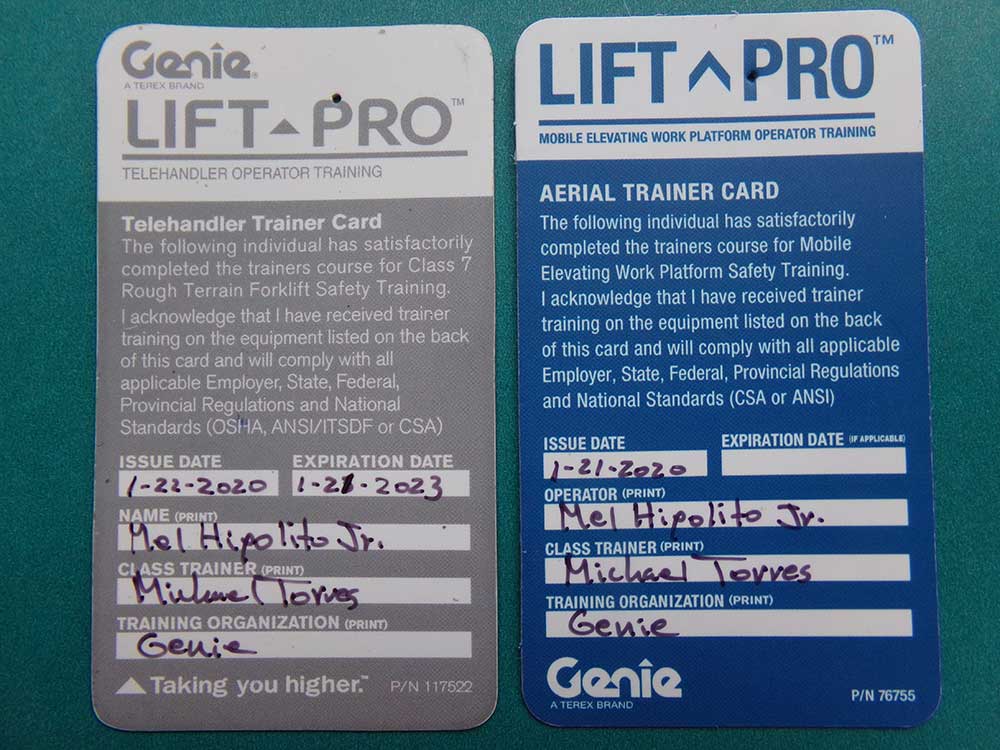 Genie®
A TEREX BRAND
LIFT PRO™
TELEHANDLER OPERATOR TRAINING
Telehandler Trainer Card
The following individual has satisfactorily
completed the trainers course for Class 7
Rough Terrain Forklift Safety Training.
I acknowledge that I have received trainer
training on the equipment listed on the back
of this card and will comply with all
applicable Employer, State, Federal,
Provincial Regulations and National
Standards (OSHA, ANSI/ITSDF or CSA)
ISSUE DATE EXPIRATION DATE
1-22-2020 1-21-2023
NAME (PRINT)
Mel Hipolito Jr.
CLASS TRAINER (PRINT)
Michael Torres
TRAINING ORGANIZATION (PRINT)
Genie
Taking you higher.™ P/N 117522
LIFT PRO™
MOBILE ELEVATING WORK PLATFORM OPERATOR TRAINING
AERIAL TRAINER CARD
The following individual has satisfactorily
completed the trainers course for Mobile
Elevating Work Platform Safety Training.
I acknowledge that I have received trainer
training on the equipment listed on the back
of this card and will comply with all applicable
Employer, State, Federal, Provincial Regulations
and National Standards (CSA or ANSI)
ISSUE DATE EXPIRATION DATE (IF APPLICABLE)
1-21-2020
OPERATOR (PRINT)
Mel Hipolito Jr.
CLASS TRAINER (PRINT)
Michael Torres
TRAINING ORGANIZATION (PRINT)
Genie
Genie
A TEREX BRAND
P/N 76755